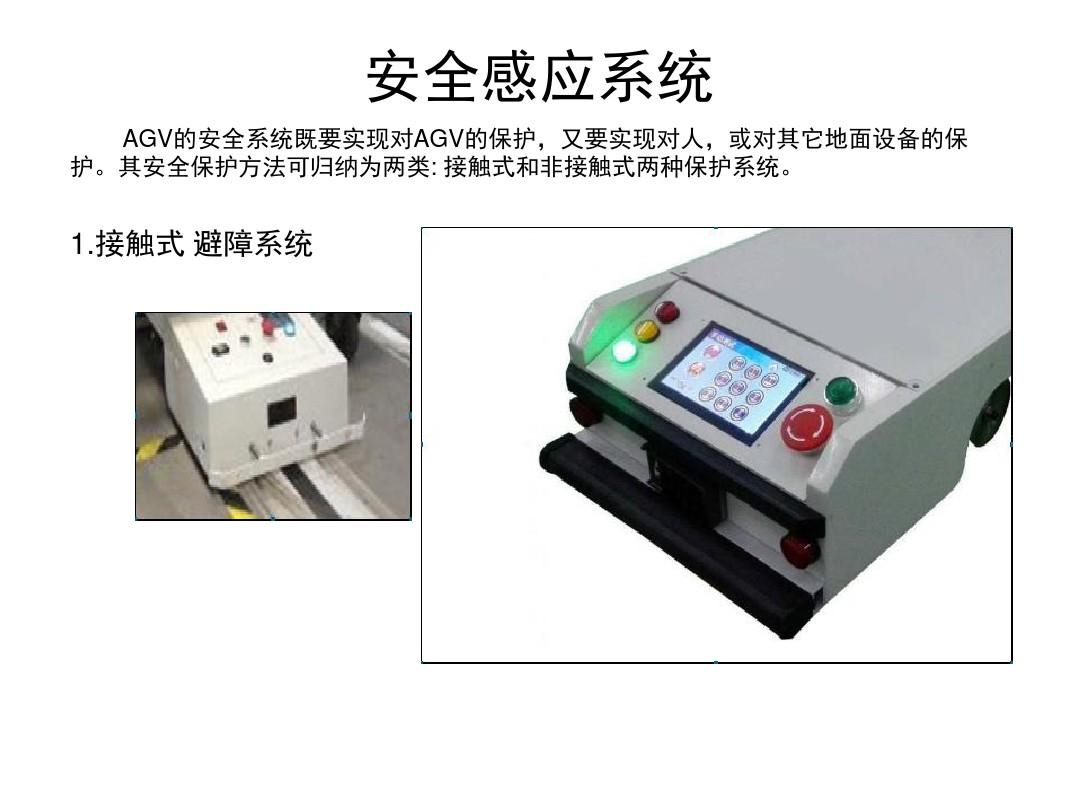 安全感应系统
AGV的安全系统既要实现对AGV的保护，又要实现对人，或对其它地面设备的保
护。其安全保护方法可归纳为两类: 接触式和非接触式两种保护系统。
1.接触式 避障系统